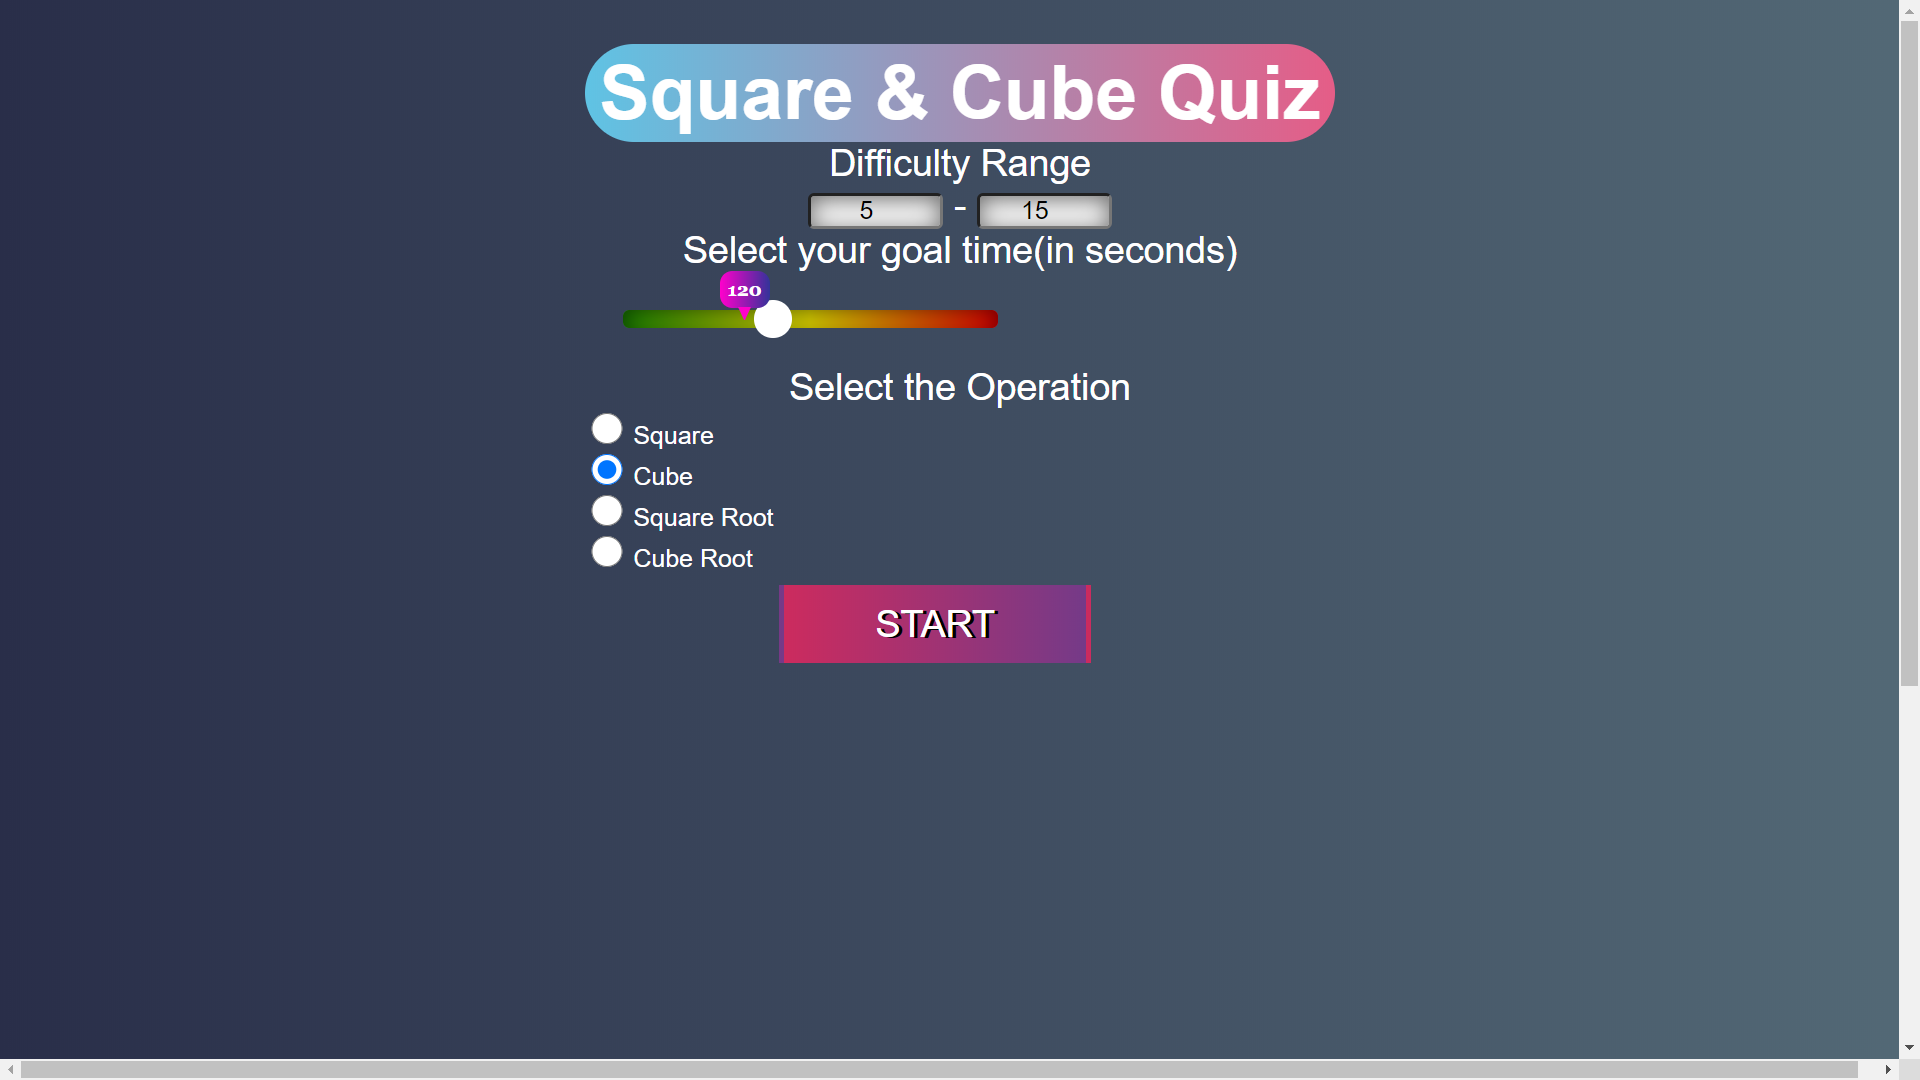 Square & Cube Quiz
Difficulty Range
5 - 15
Select your goal time(in seconds)
120
Select the Operation
Square
Cube
Square Root
Cube Root
START